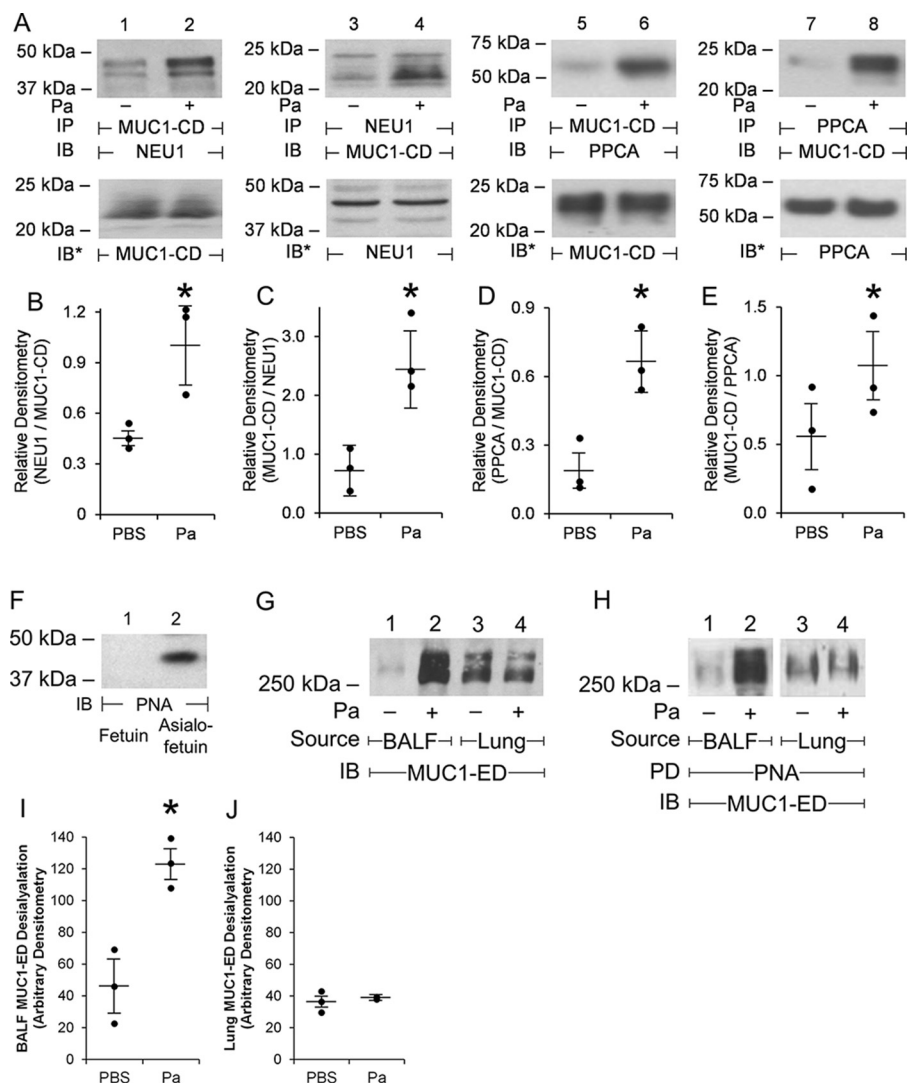 A
1 2 3 4 5 6 7 8
50 kDa –
37 kDa –
25 kDa –
20 kDa –
75 kDa –
50 kDa –
25 kDa –
20 kDa –
Pa – + Pa – + Pa – + Pa – +
IP MUC1-CD IP NEU1 IP MUC1-CD IP PPCA
IB NEU1 IB MUC1-CD IB PPCA IB MUC1-CD
25 kDa –
20 kDa –
50 kDa –
37 kDa –
25 kDa –
20 kDa –
75 kDa –
50 kDa –
IB* MUC1-CD IB* NEU1 IB* MUC1-CD IB* PPCA
B
*
Relative Densitometry
(NEU1 / MUC1-CD)
1.2
0.9
0.6
0.3
0
PBS Pa
C
*
Relative Densitometry
(MUC1-CD / NEU1)
3.0
2.0
1.0
0.0
PBS Pa
D
*
Relative Densitometry
(PPCA / MUC1-CD)
0.9
0.6
0.3
0.0
PBS Pa
E
*
Relative Densitometry
(MUC1-CD / PPCA)
1.5
1.0
0.5
0.0
PBS Pa
F
1 2
50 kDa –
37 kDa –
IB PNA
Fetuin Asialo-
fetuin
G
1 2 3 4
250 kDa –
Pa – + – +
Source BALF Lung
IB MUC1-ED
H
1 2 3 4
250 kDa –
Pa – + – +
Source BALF Lung
PD PNA
IB MUC1-ED
I
*
BALF MUC1-ED Desialyalation
(Arbitrary Densitometry)
140
120
100
80
60
40
20
0
PBS Pa
J
Lung MUC1-ED Desialyalation
(Arbitrary Densitometry)
140
120
100
80
60
40
20
0
PBS Pa